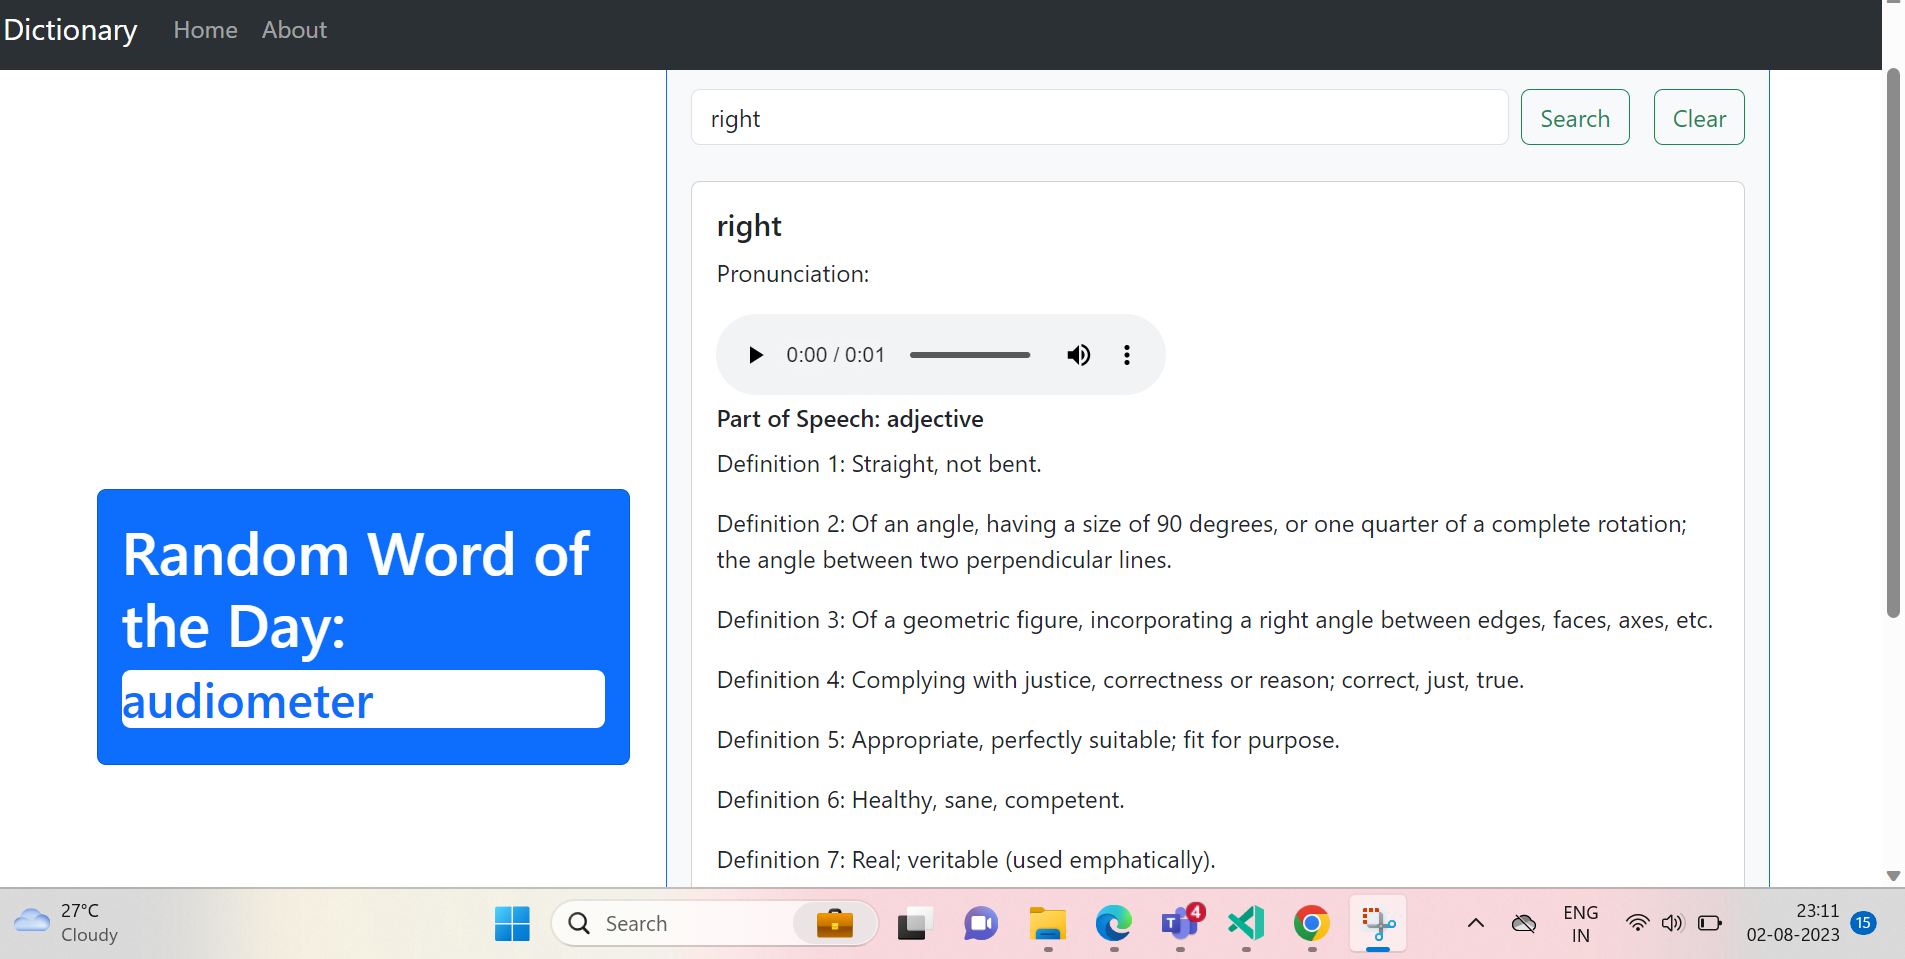 Dictionary Home About
right Search Clear
right
Pronunciation:
0:00 / 0:01
Part of Speech: adjective
Definition 1: Straight, not bent.
Definition 2: Of an angle, having a size of 90 degrees, or one quarter of a complete rotation;
the angle between two perpendicular lines.
Definition 3: Of a geometric figure, incorporating a right angle between edges, faces, axes, etc.
Definition 4: Complying with justice, correctness or reason; correct, just, true.
Definition 5: Appropriate, perfectly suitable; fit for purpose.
Definition 6: Healthy, sane, competent.
Definition 7: Real; veritable (used emphatically).
Random Word of
the Day:
audiometer
27°C
Cloudy
Search
T
4
ENG
IN
23:11
02-08-2023
15